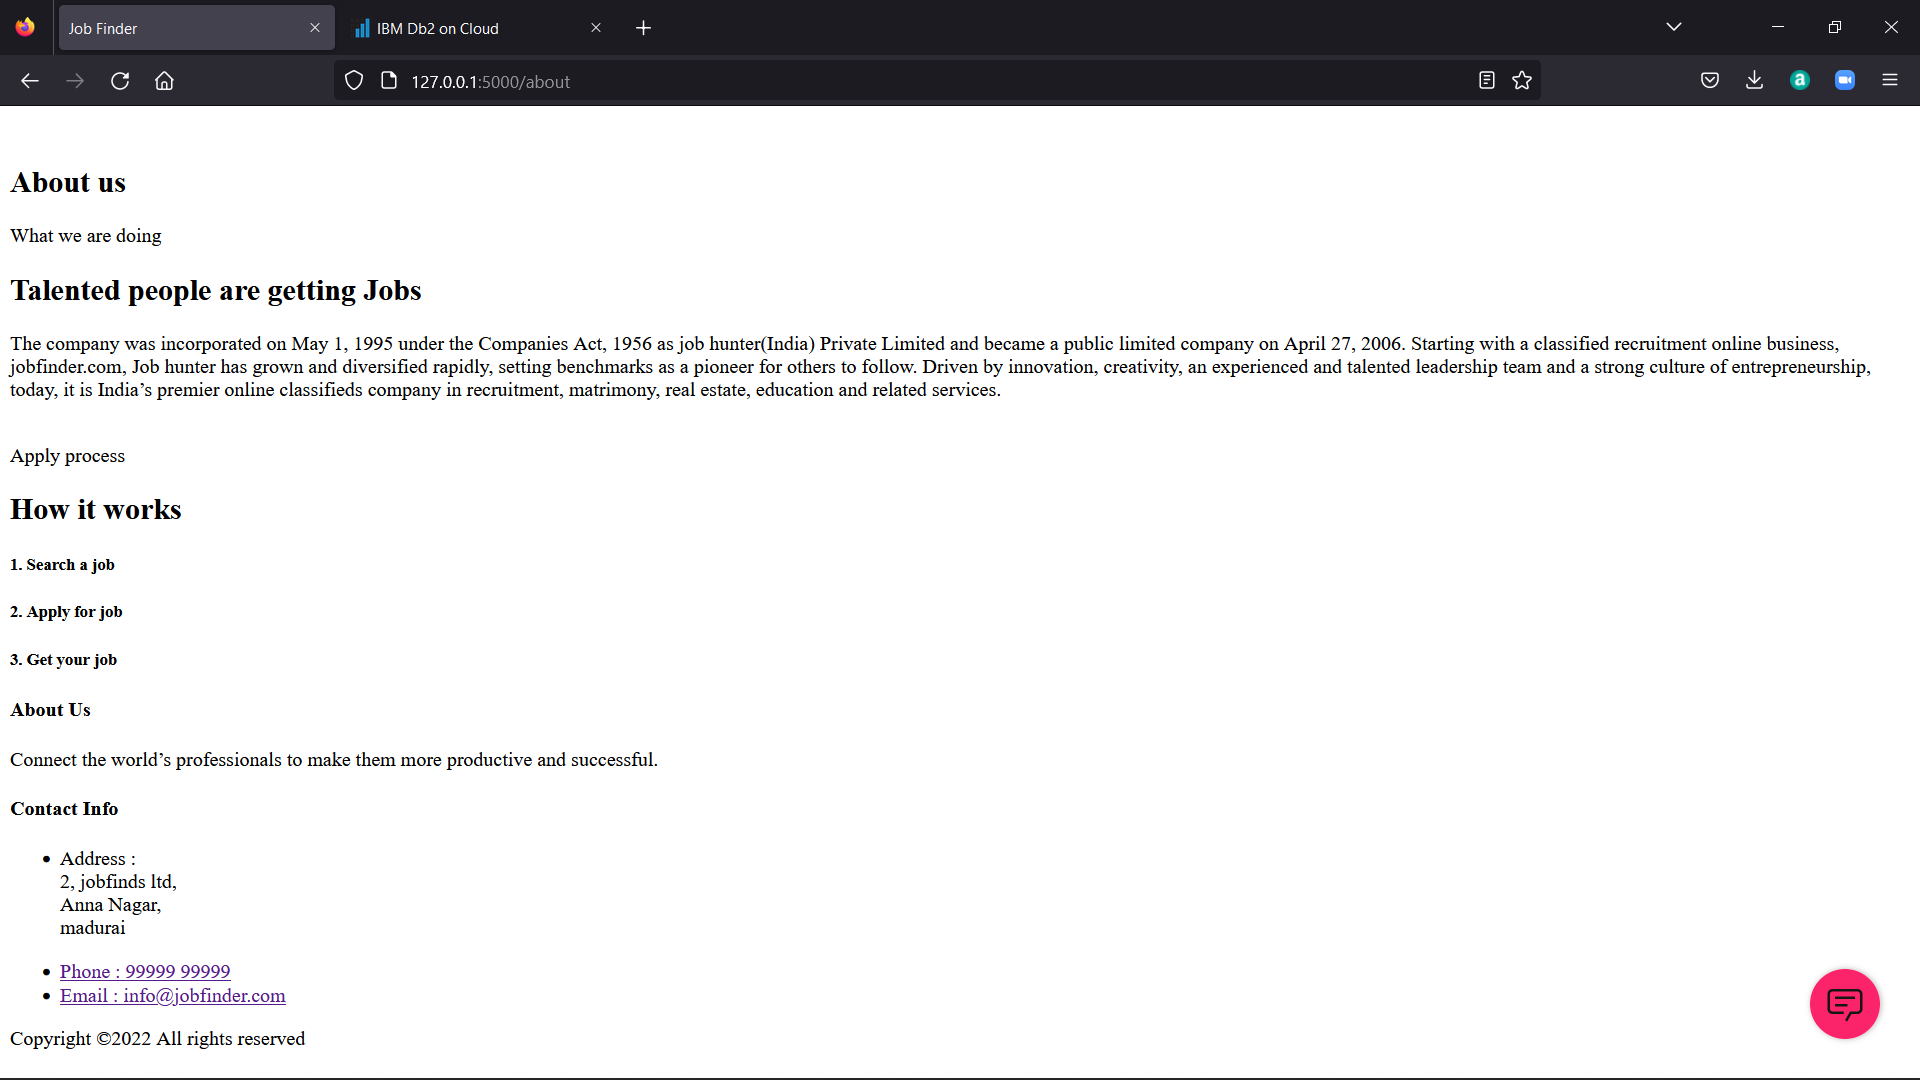 Job Finder
IBM Db2 on Cloud
127.0.0.1:5000/about
a
About us
What we are doing
Talented people are getting Jobs
The company was incorporated on May 1, 1995 under the Companies Act, 1956 as job hunter(India) Private Limited and became a public limited company on April 27, 2006. Starting with a classified recruitment online business,
jobfinder.com, Job hunter has grown and diversified rapidly, setting benchmarks as a pioneer for others to follow. Driven by innovation, creativity, an experienced and talented leadership team and a strong culture of entrepreneurship,
today, it is India’s premier online classifieds company in recruitment, matrimony, real estate, education and related services.
Apply process
How it works
1. Search a job
2. Apply for job
3. Get your job
About Us
Connect the world’s professionals to make them more productive and successful.
Contact Info
Address :
2, jobfinds ltd,
Anna Nagar,
madurai
Phone : 99999 99999
Email : info@jobfinder.com
Copyright ©2022 All rights reserved